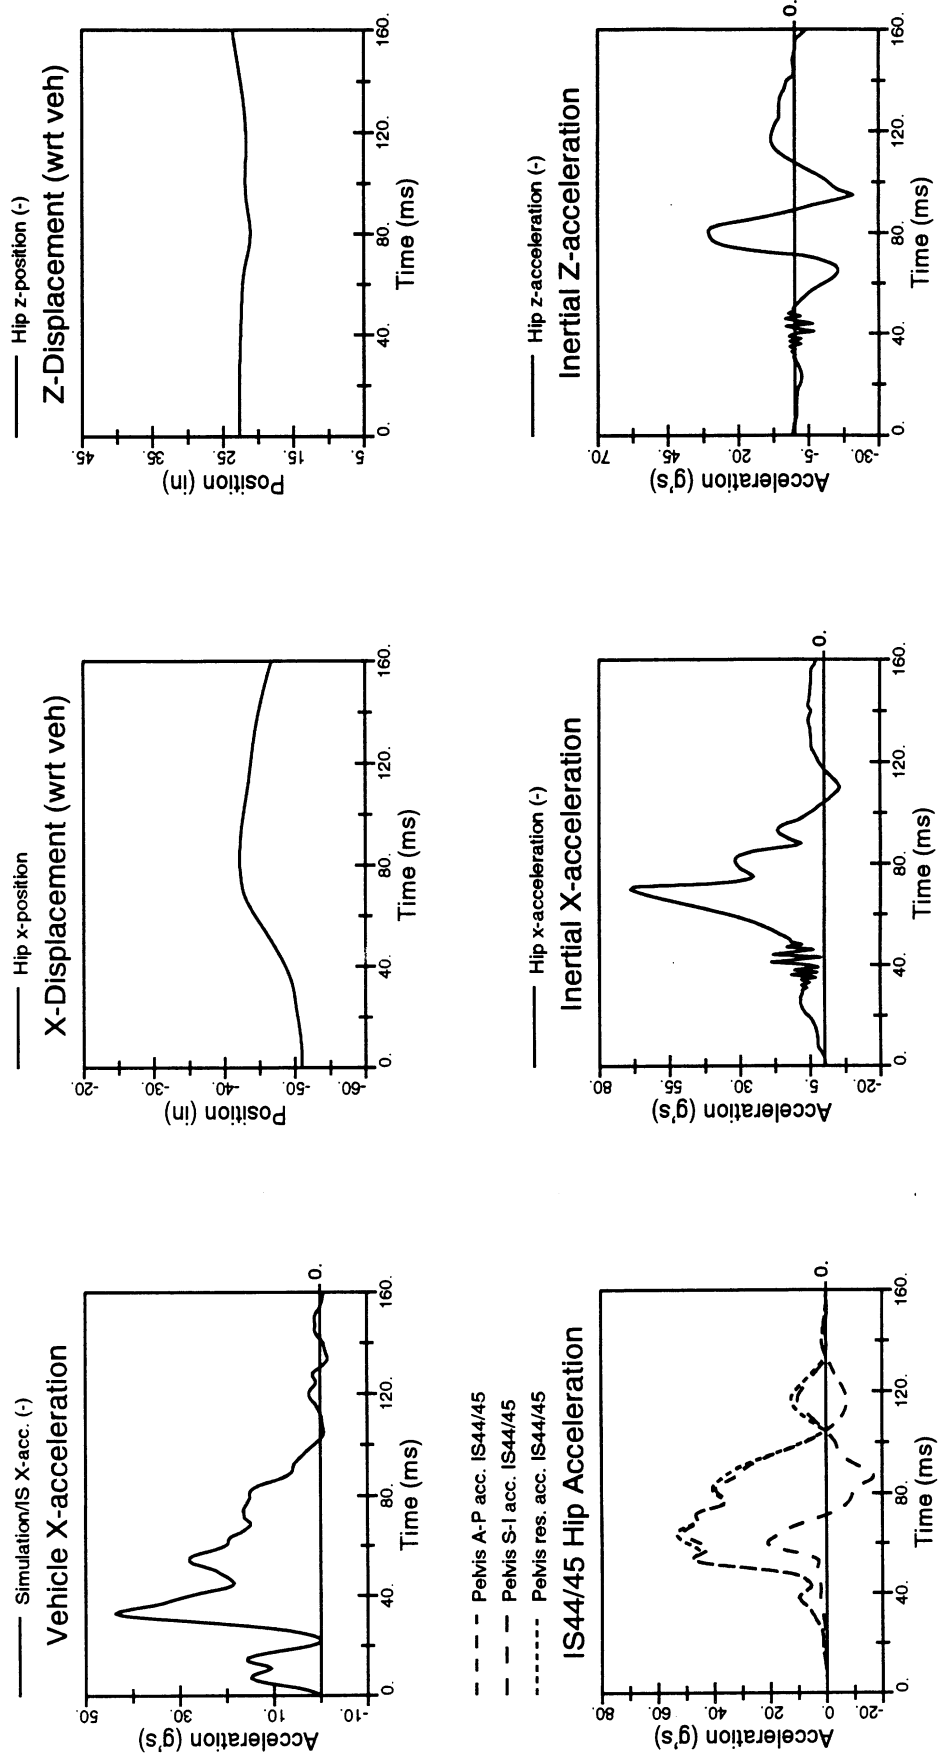 Simulation/IS X-acc. (-)
Vehicle X-acceleration
Acceleration (g's)
50.
30.
10.
-10.
0.
0.
40.
80.
120.
160.
Time (ms)
Hip x-position
X-Displacement (wrt veh)
Position (in)
-20.
-30.
-40.
-50.
-60.
0.
40.
80.
120.
160.
Time (ms)
Hip z-position (-)
Z-Displacement (wrt veh)
Position (in)
45.
35.
25.
15.
5.
0.
40.
80.
120.
160.
Time (ms)
Pelvis A-P acc. IS44/45
Pelvis S-I acc. IS44/45
Pelvis res. acc. IS44/45
IS44/45 Hip Acceleration
Acceleration (g's)
80.
60.
40.
20.
0.
-20.
0.
0.
40.
80.
120.
160.
Time (ms)
Hip x-acceleration (-)
Inertial X-acceleration
Acceleration (g's)
80.
55.
30.
5.
-20.
0.
0.
40.
80.
120.
160.
Time (ms)
Hip z-acceleration (-)
Inertial Z-acceleration
Acceleration (g's)
70.
45.
20.
-5.
-30.
0.
0.
40.
80.
120.
160.
Time (ms)